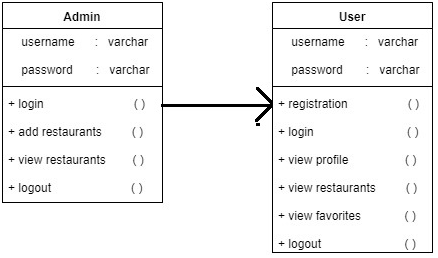 Admin
username : varchar
password : varchar
+ login ( )
+ add restaurants ( )
+ view restaurants ( )
+ logout ( )
User
username : varchar
password : varchar
+ registration ( )
+ login ( )
+ view profile ( )
+ view restaurants ( )
+ view favorites ( )
+ logout ( )